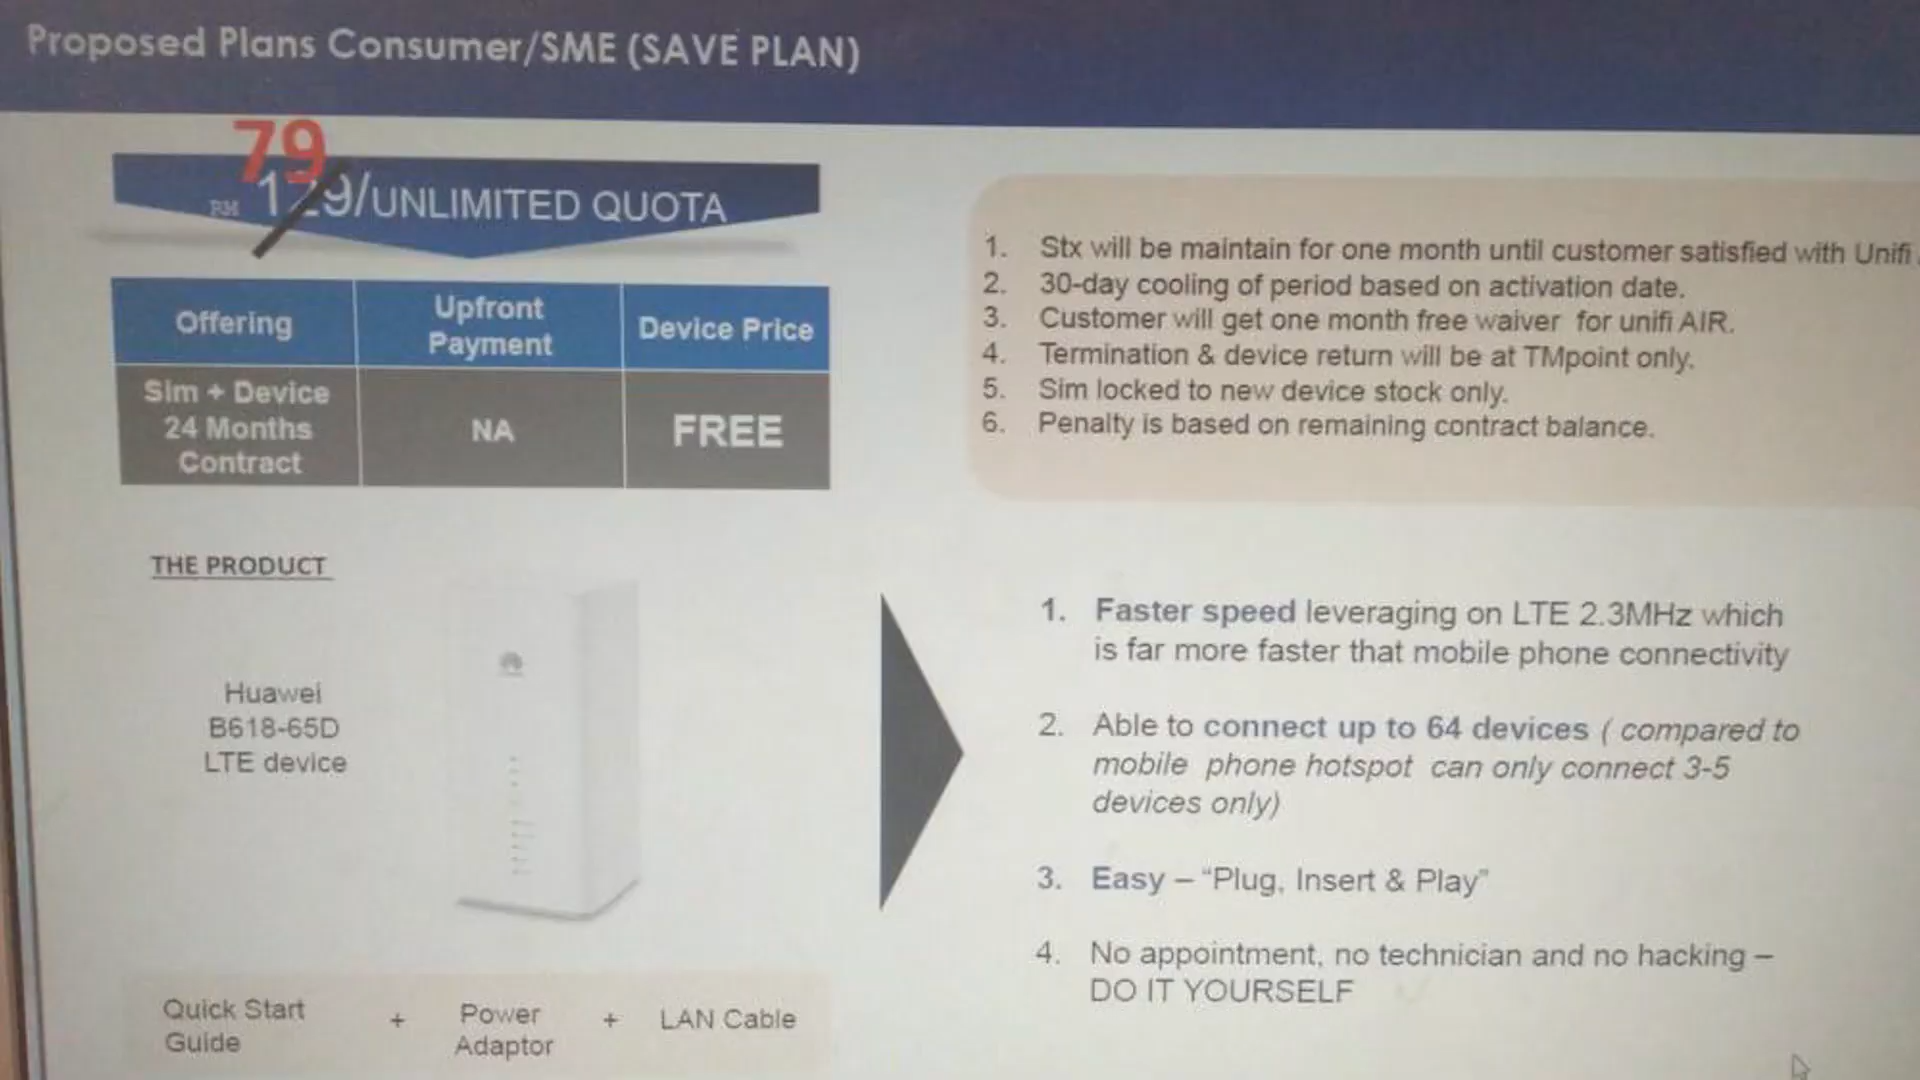 Proposed Plans Consumer/SME (SAVE PLAN)
79
RM 129/UNLIMITED QUOTA
Offering
Upfront
Payment
Device Price
Sim + Device
24 Months
Contract
NA
FREE
1. Stx will be maintain for one month until customer satisfied with Unifi
2. 30-day cooling of period based on activation date.
3. Customer will get one month free waiver for unifi AIR.
4. Termination & device return will be at TMpoint only.
5. Sim locked to new device stock only.
6. Penalty is based on remaining contract balance.
THE PRODUCT
Huawei
B618-65D
LTE device
1. Faster speed leveraging on LTE 2.3MHz which
is far more faster that mobile phone connectivity
2. Able to connect up to 64 devices ( compared to
mobile phone hotspot can only connect 3-5
devices only)
3. Easy – "Plug, Insert & Play"
4. No appointment, no technician and no hacking –
DO IT YOURSELF
Quick Start
Guide
+
Power
Adaptor
+
LAN Cable